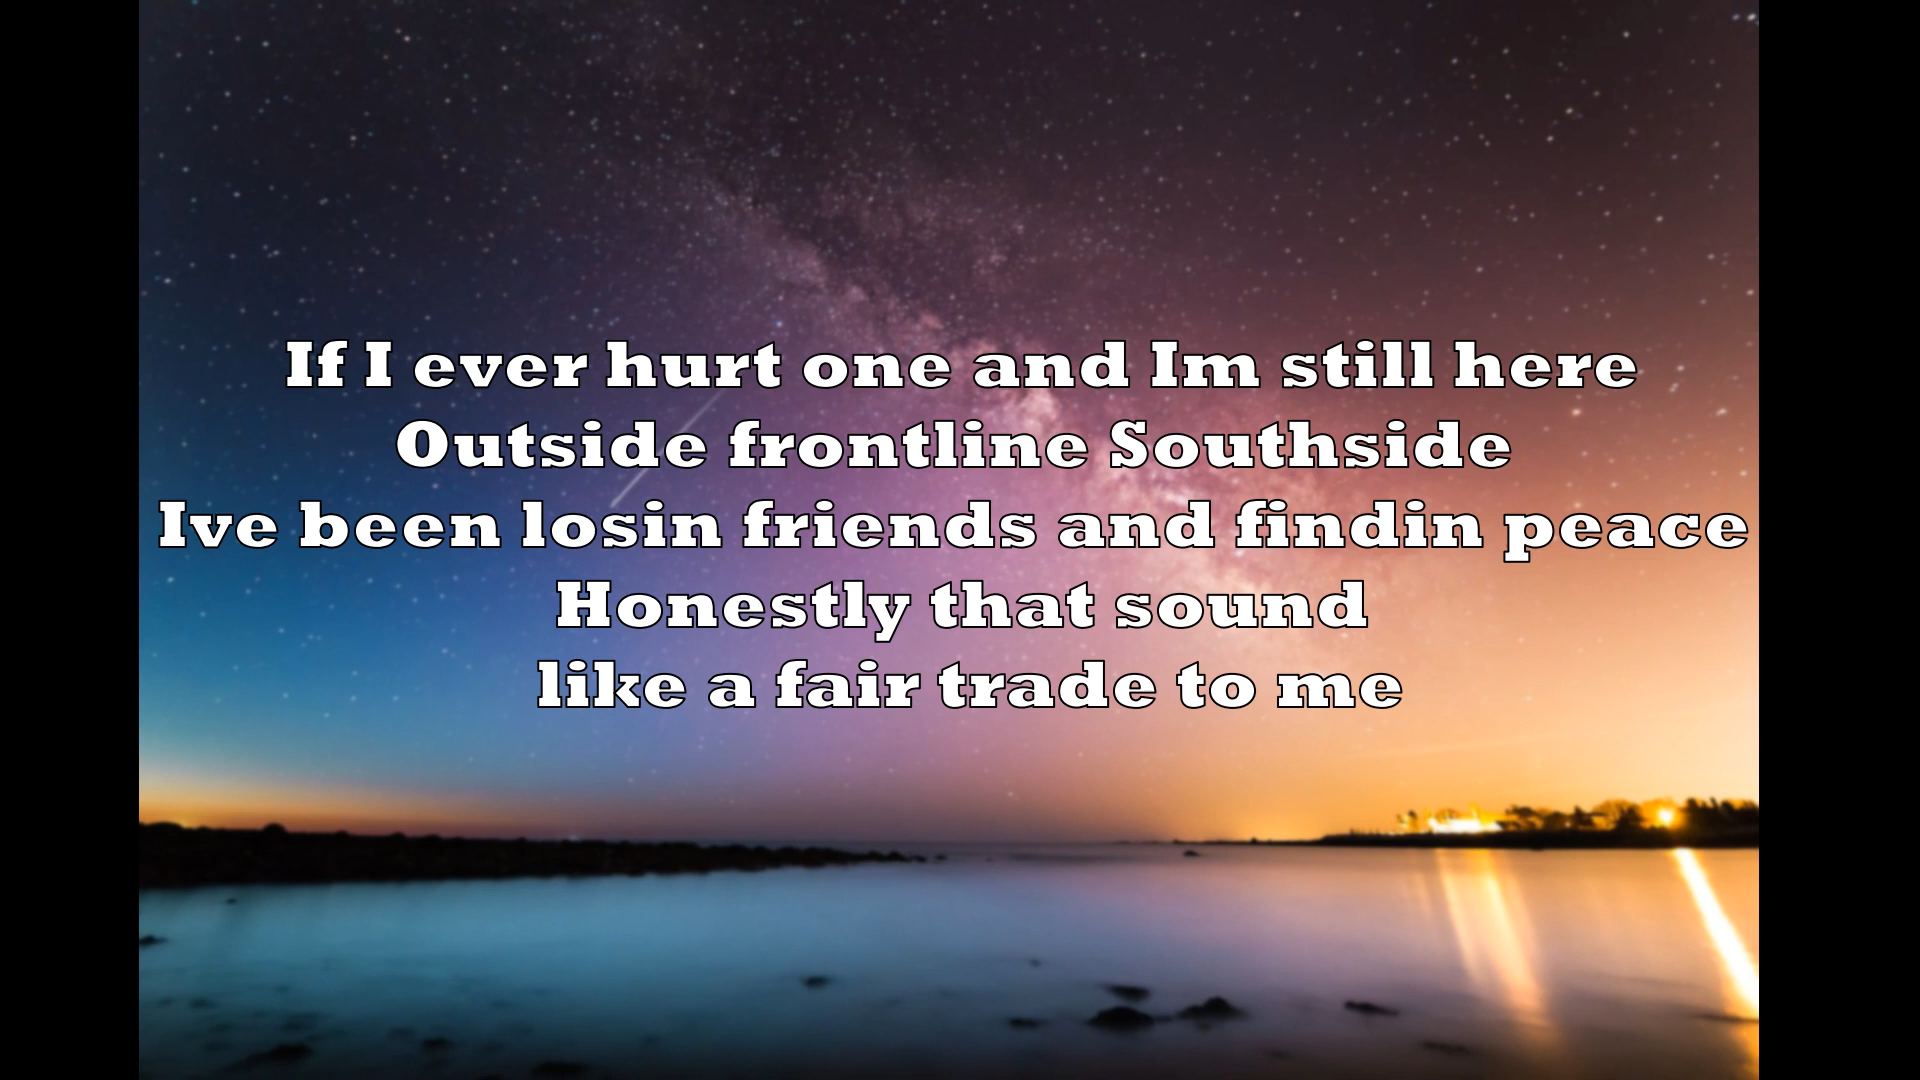 If I ever hurt one and Im still here
Outside frontline Southside
Ive been losin friends and findin peace
Honestly that sound
like a fair trade to me